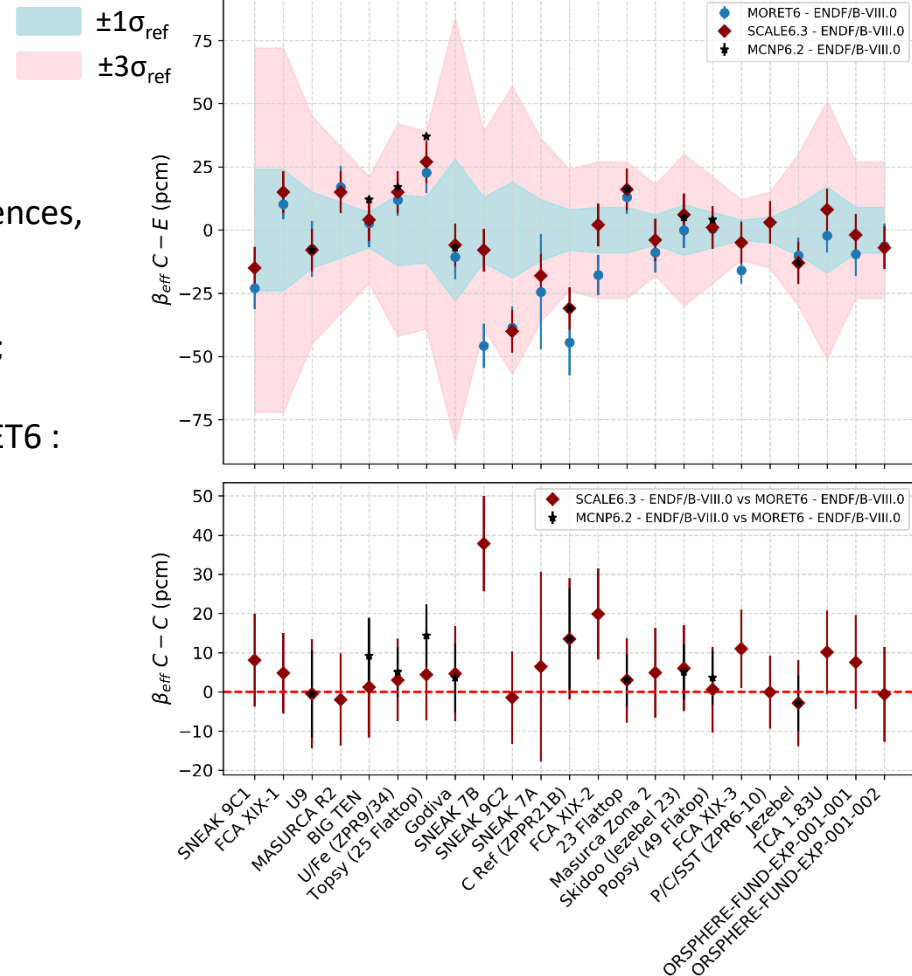 ±1σref
±3σref
ences,
;
ET6 :
MORET6 - ENDF/B-VIII.0
SCALE6.3 - ENDF/B-VIII.0
MCNP6.2 - ENDF/B-VIII.0
βeff C − E (pcm)
75
50
25
0
−25
−50
−75
SCALE6.3 - ENDF/B-VIII.0 vs MORET6 - ENDF/B-VIII.0
MCNP6.2 - ENDF/B-VIII.0 vs MORET6 - ENDF/B-VIII.0
βeff C − C (pcm)
50
40
30
20
10
0
−10
−20
SNEAK 9C1
FCA XIX-1
U9
MASURCA R2
BIG TEN
U/Fe (ZPR9/34)
Topsy (25 Flattop)
Godiva
SNEAK 7B
SNEAK 9C2
SNEAK 7A
C Ref (ZPPR21B)
FCA XIX-2
23 Flattop
Masurca Zona 2
Skidoo (Jezebel 23)
Popsy (49 Flatop)
FCA XIX-3
P/C/SST (ZPR6-10)
Jezebel
TCA 1.83U
ORSPHERE-FUND-EXP-001-001
ORSPHERE-FUND-EXP-001-002